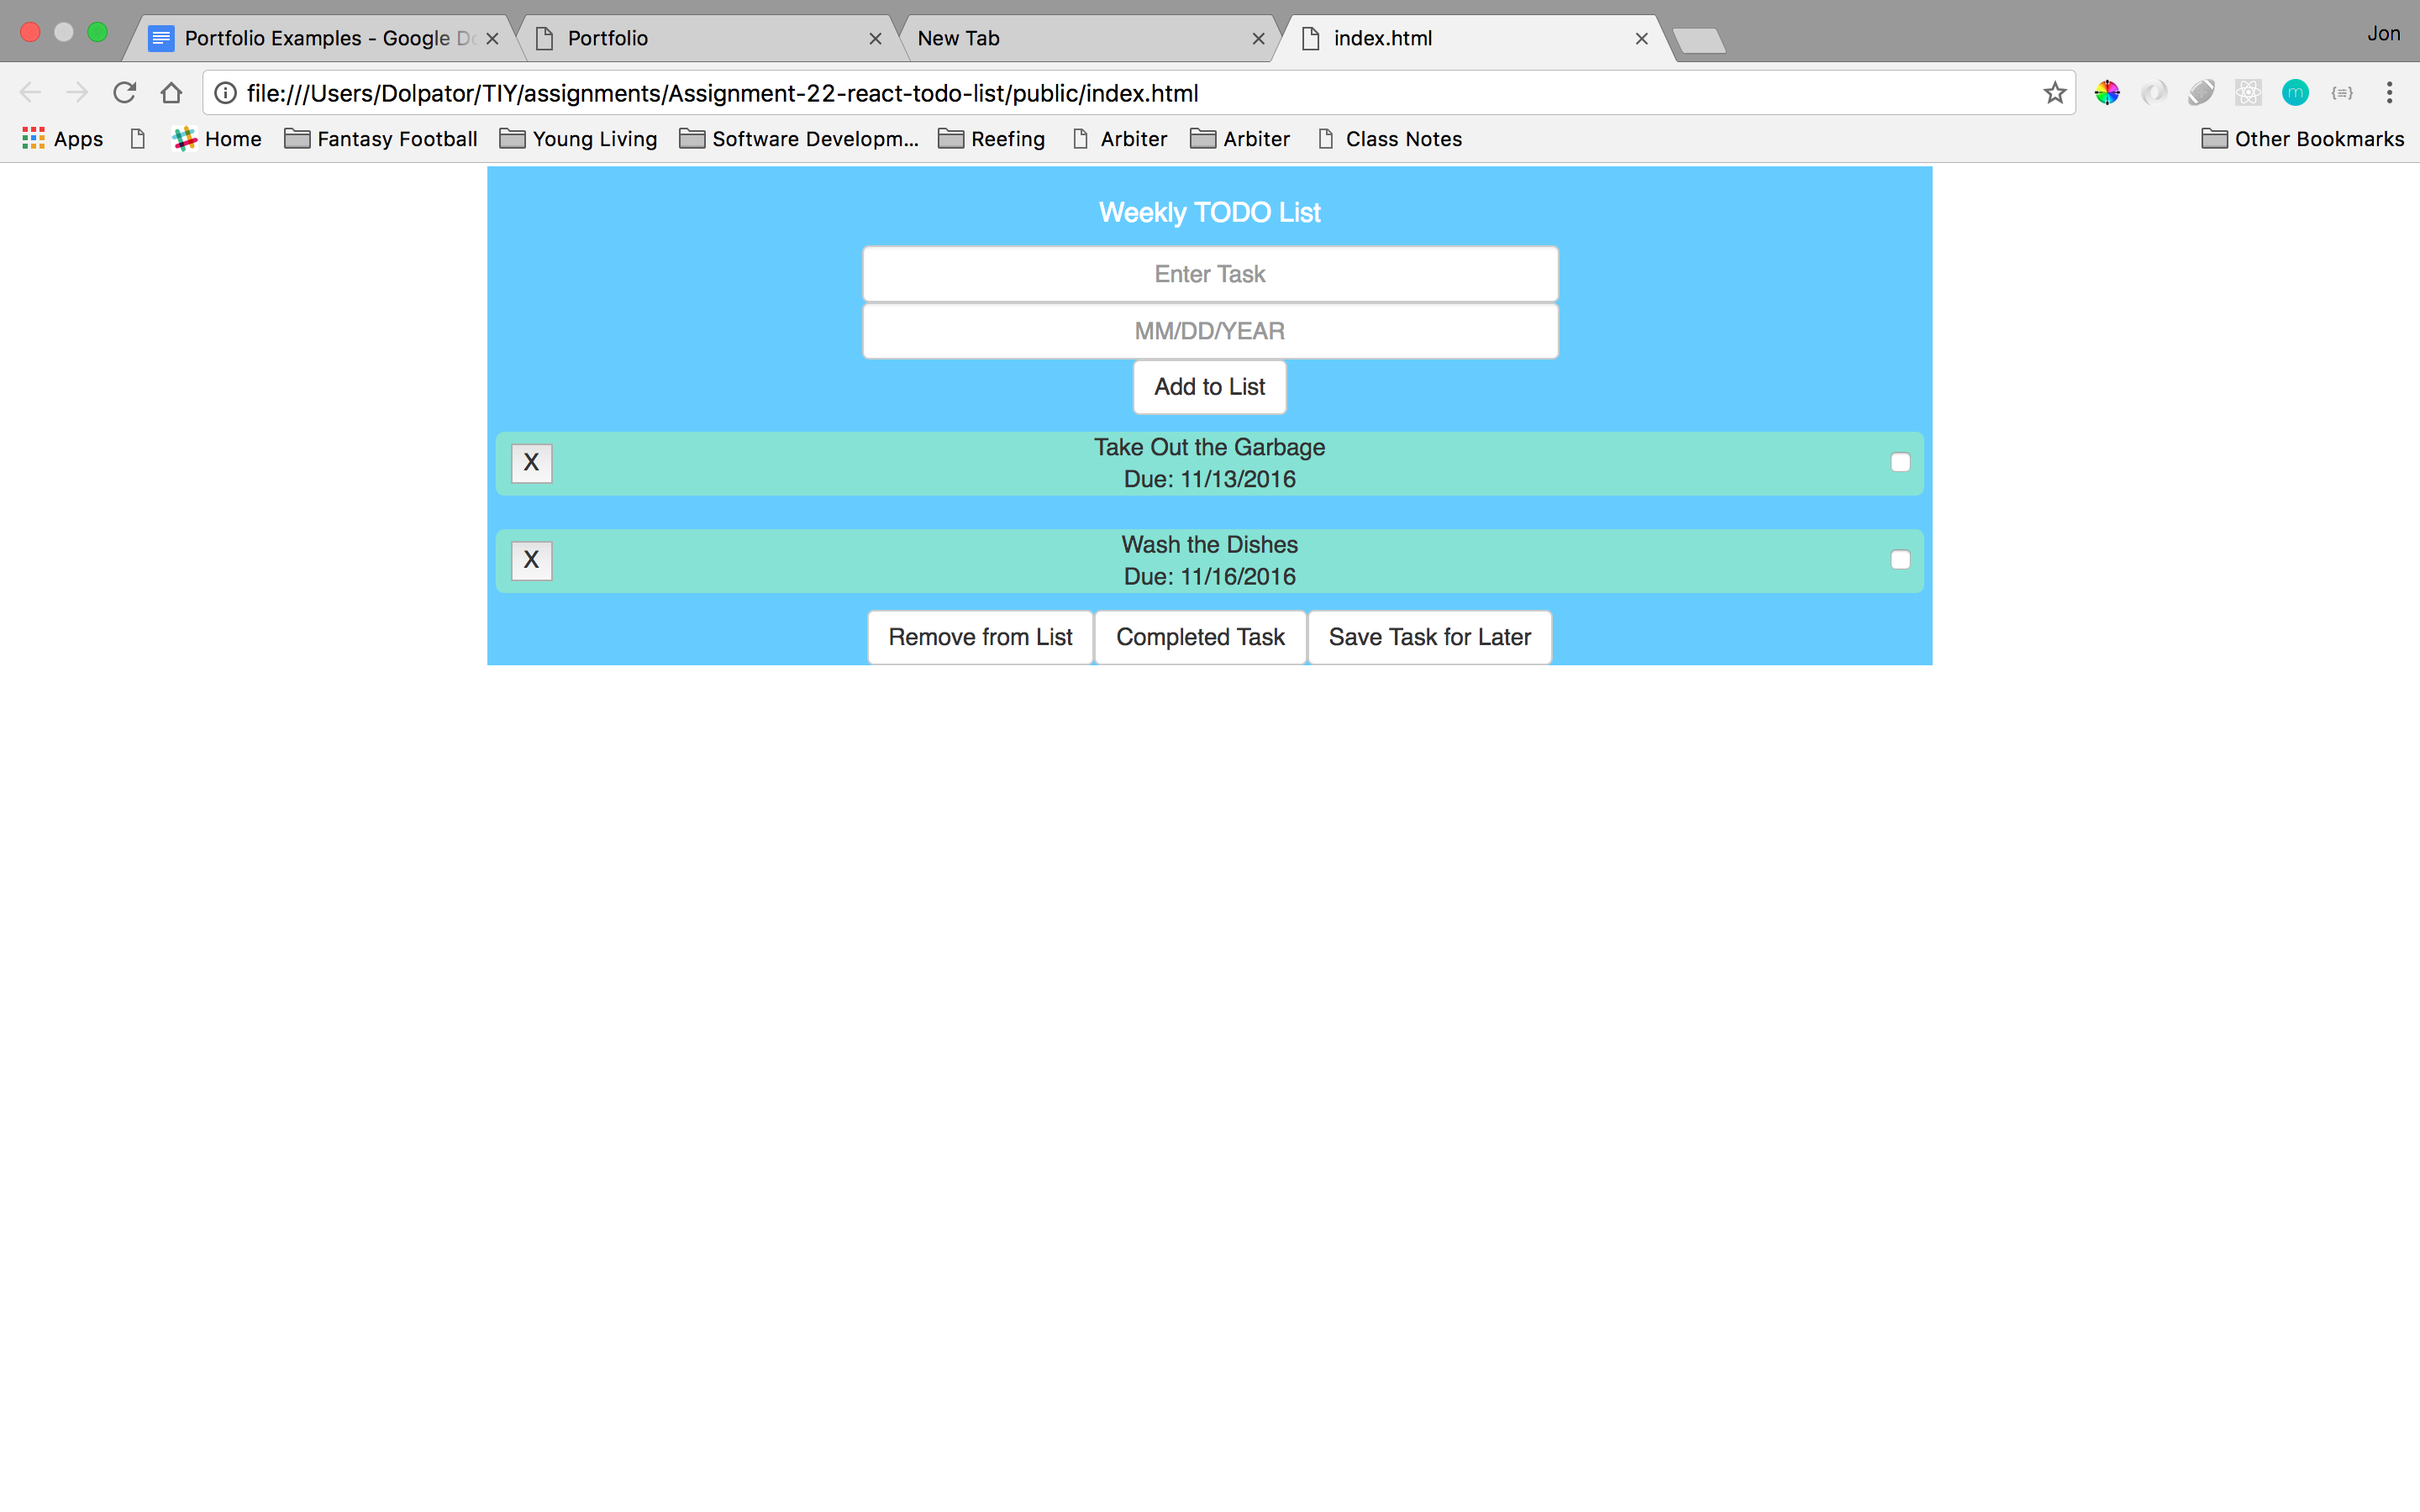 Portfolio Examples - Google Do
Portfolio
New Tab
index.html
Jon
file:///Users/Dolpator/TIY/assignments/Assignment-22-react-todo-list/public/index.html
m
{≡}
Apps
Home
Fantasy Football
Young Living
Software Developm...
Reefing
Arbiter
Arbiter
Class Notes
Other Bookmarks
Weekly TODO List
Enter Task
MM/DD/YEAR
Add to List
X
Take Out the Garbage
Due: 11/13/2016
X
Wash the Dishes
Due: 11/16/2016
Remove from List
Completed Task
Save Task for Later